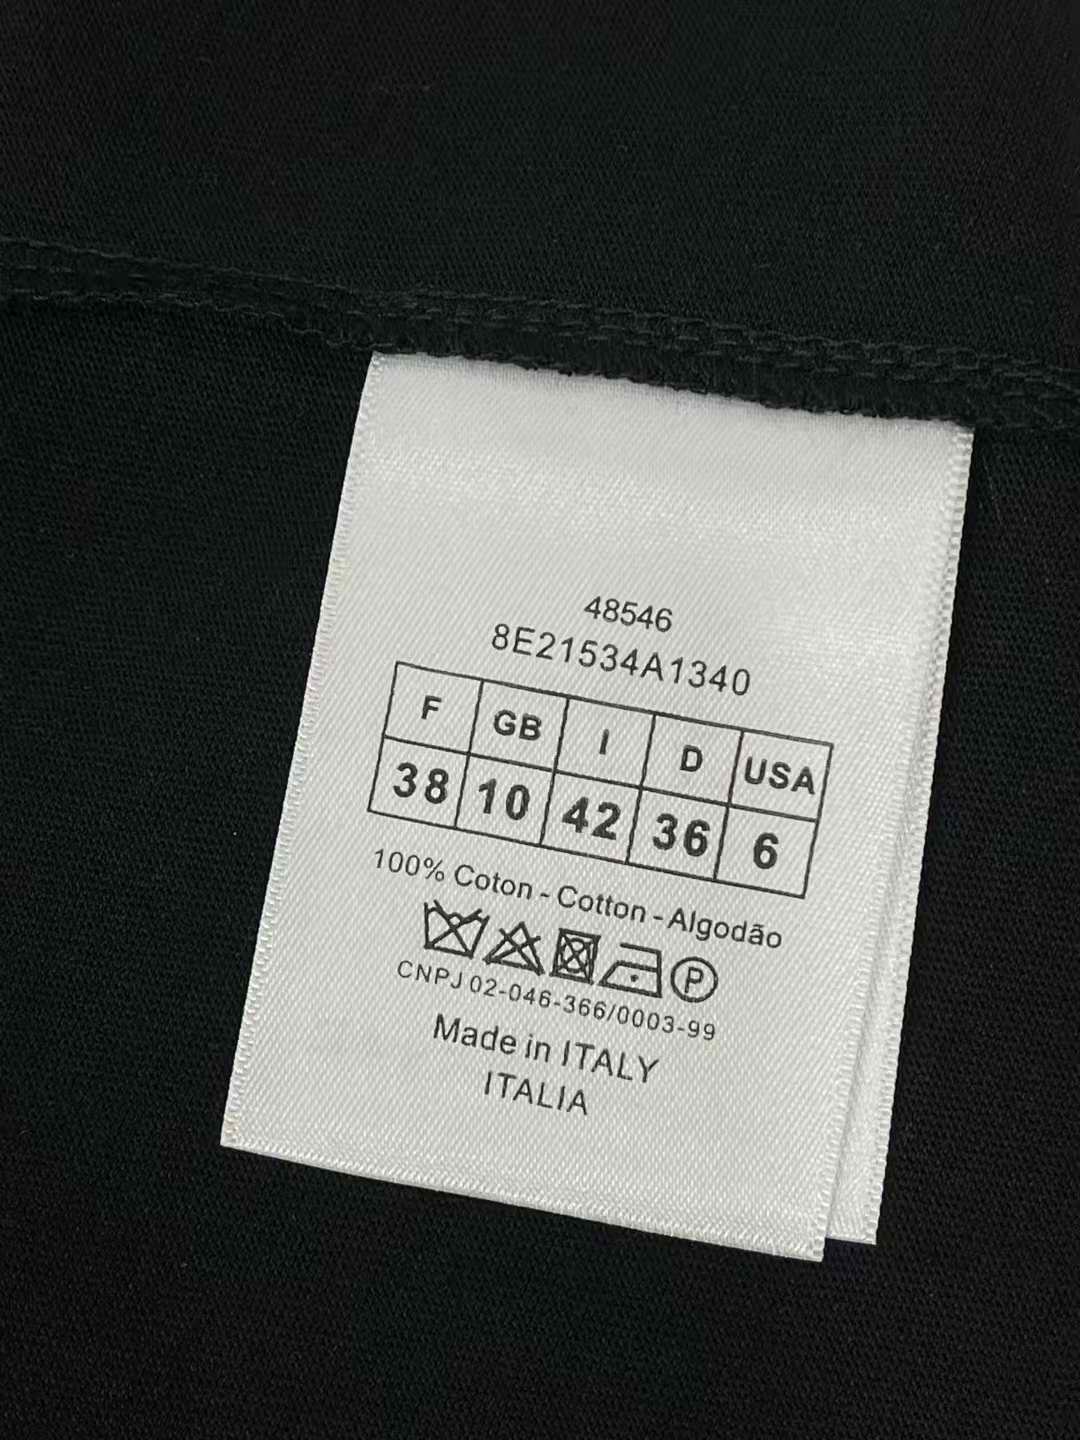 48546
8E21534A1340
F GB I D USA
38 10 42 36 6
100% Coton - Cotton - Algodão
P
CNPJ 02-046-366/0003-99
Made in ITALY
ITALIA